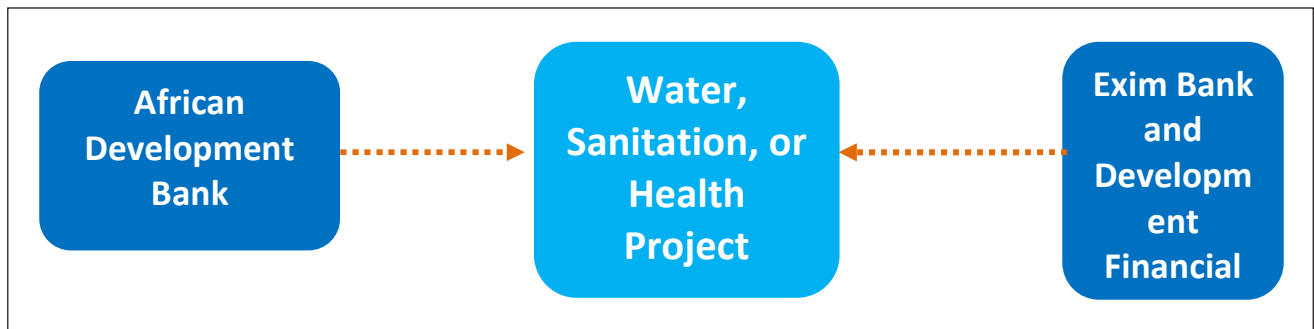 African
Development
Bank
Water,
Sanitation, or
Health
Project
Exim Bank
and
Developm
ent
Financial